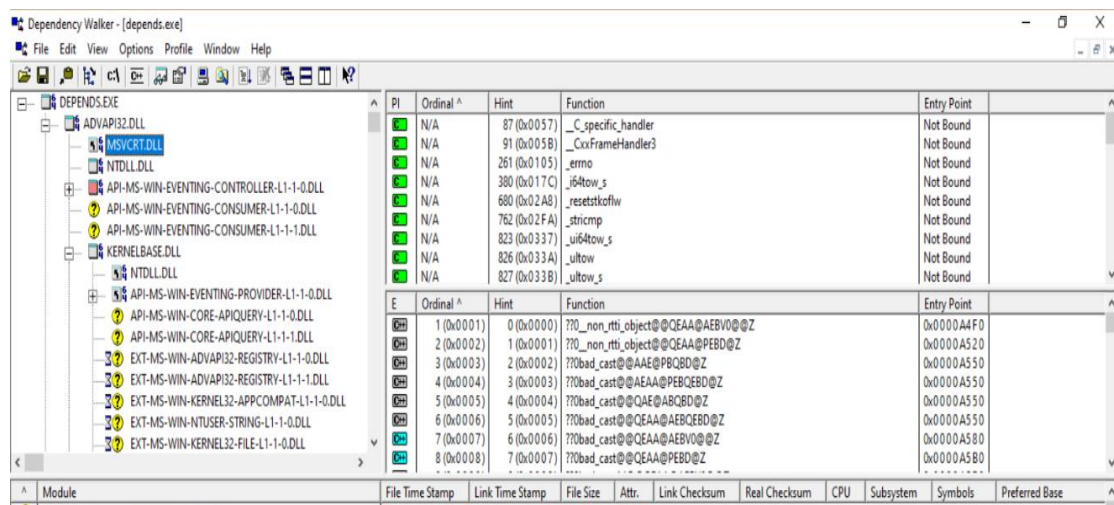 Dependency Walker - [depends.exe]
File Edit View Options Profile Window Help
DEPENDS.EXE
ADVAPI32.DLL
MSVCRT.DLL
NTDLL.DLL
API-MS-WIN-EVENTING-CONTROLLER-L1-1-0.DLL
API-MS-WIN-EVENTING-CONSUMER-L1-1-0.DLL
API-MS-WIN-EVENTING-CONSUMER-L1-1-1.DLL
KERNELBASE.DLL
NTDLL.DLL
API-MS-WIN-EVENTING-PROVIDER-L1-1-0.DLL
API-MS-WIN-CORE-APIQUERY-L1-1-0.DLL
API-MS-WIN-CORE-APIQUERY-L1-1-1.DLL
EXT-MS-WIN-ADVAPI32-REGISTRY-L1-1-0.DLL
EXT-MS-WIN-ADVAPI32-REGISTRY-L1-1-1.DLL
EXT-MS-WIN-KERNEL32-APPCOMPAT-L1-1-0.DLL
EXT-MS-WIN-NTUSER-STRING-L1-1-0.DLL
EXT-MS-WIN-KERNEL32-FILE-L1-1-0.DLL
PI Ordinal ^ Hint Function Entry Point
C N/A 87 (0x0057) __C_specific_handler Not Bound
C N/A 91 (0x005B) __CxxFrameHandler3 Not Bound
C N/A 261 (0x0105) _errno Not Bound
C N/A 380 (0x017C) _i64tow_s Not Bound
C N/A 680 (0x02A8) _resetstkoflw Not Bound
C N/A 762 (0x02FA) _stricmp Not Bound
C N/A 823 (0x0337) _ui64tow_s Not Bound
C N/A 826 (0x033A) _ultow Not Bound
C N/A 827 (0x033B) _ultow_s Not Bound
E Ordinal ^ Hint Function Entry Point
C++ 1 (0x0001) 0 (0x0000) ??0__non_rtti_object@@QEAA@AEBV0@@Z 0x0000A4F0
C++ 2 (0x0002) 1 (0x0001) ??0__non_rtti_object@@QEAA@PEBD@Z 0x0000A520
C++ 3 (0x0003) 2 (0x0002) ??0bad_cast@@AAE@PBQBD@Z 0x0000A550
C++ 4 (0x0004) 3 (0x0003) ??0bad_cast@@AEAA@PEBQEBD@Z 0x0000A550
C++ 5 (0x0005) 4 (0x0004) ??0bad_cast@@QAE@ABQBD@Z 0x0000A550
C++ 6 (0x0006) 5 (0x0005) ??0bad_cast@@QEAA@AEBQEBD@Z 0x0000A550
C++ 7 (0x0007) 6 (0x0006) ??0bad_cast@@QEAA@AEBV0@@Z 0x0000A580
C++ 8 (0x0008) 7 (0x0007) ??0bad_cast@@QEAA@PEBD@Z 0x0000A5B0
^ Module File Time Stamp Link Time Stamp File Size Attr. Link Checksum Real Checksum CPU Subsystem Symbols Preferred Base